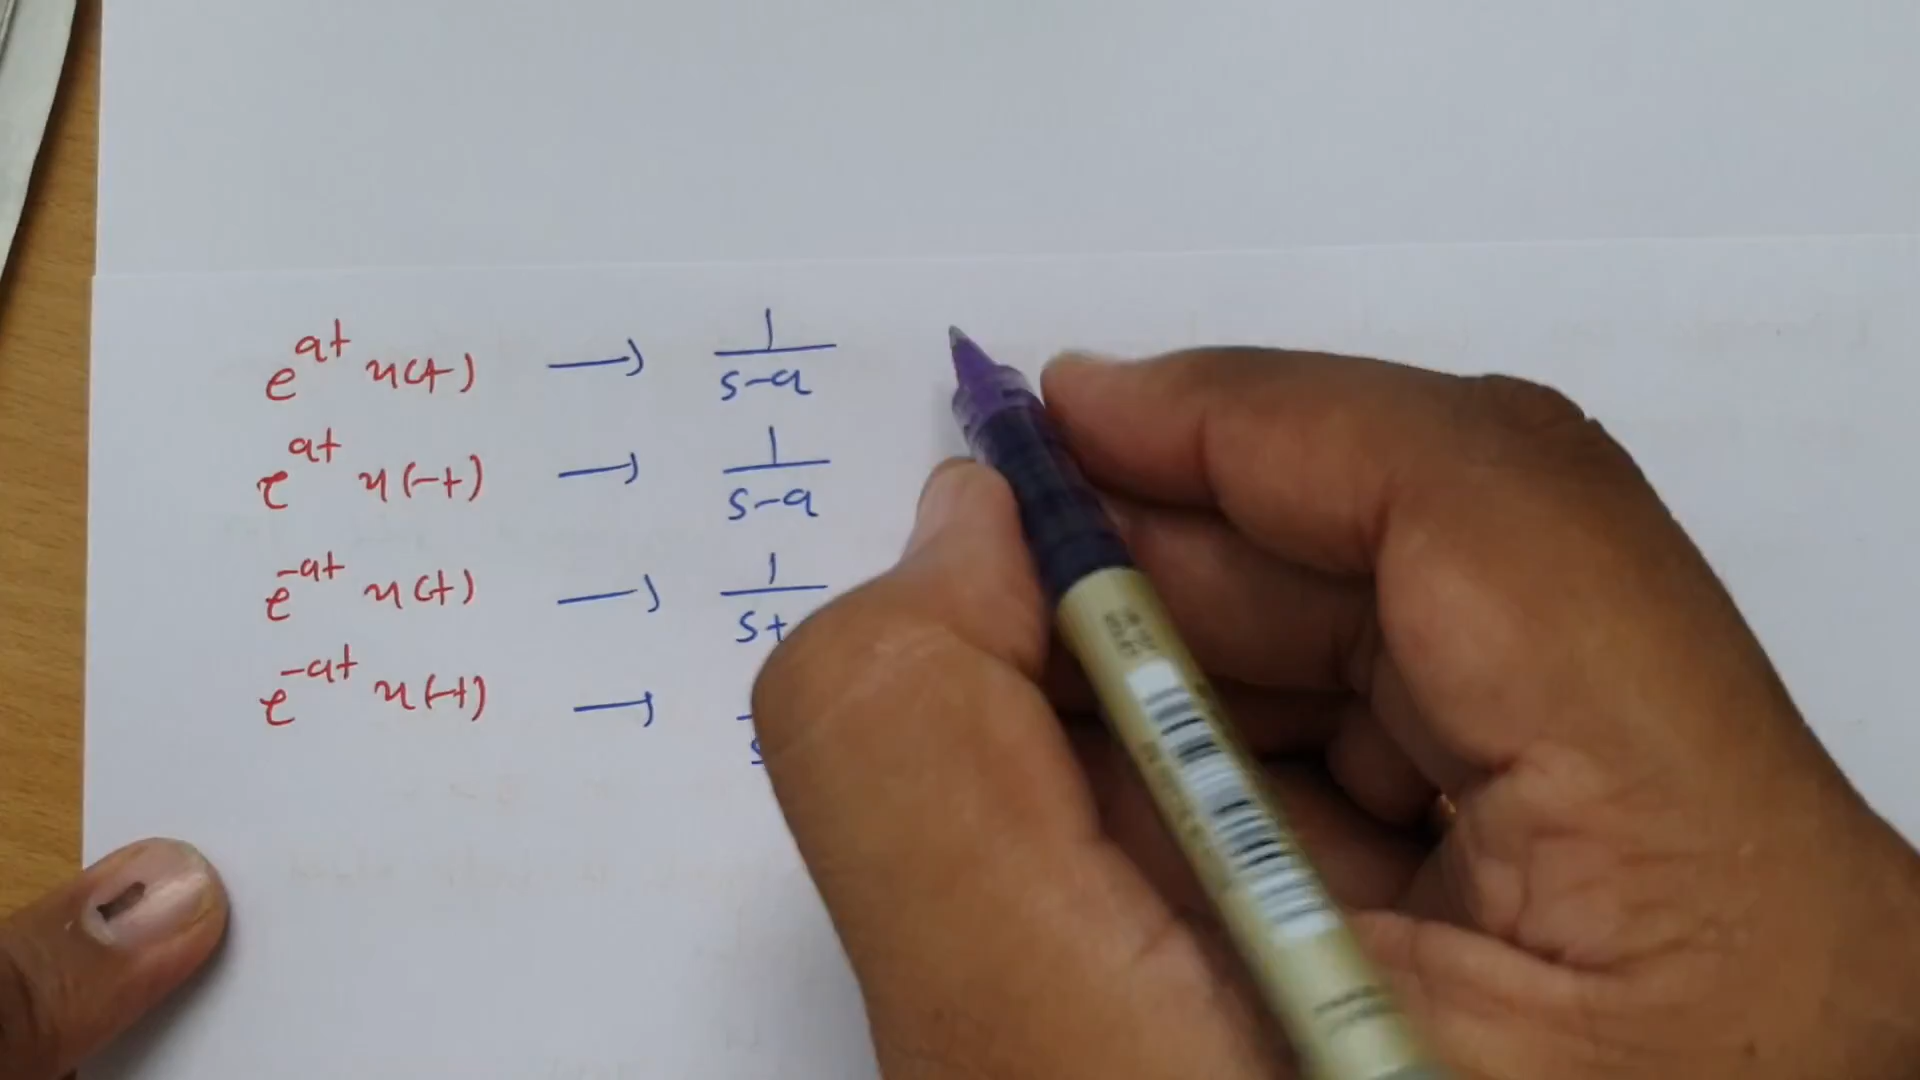 e^at u(t) → 1/s-a
e^at u(-t) → 1/s-a
e^-at u(t) → 1/s+
e^-at u(-t) → s